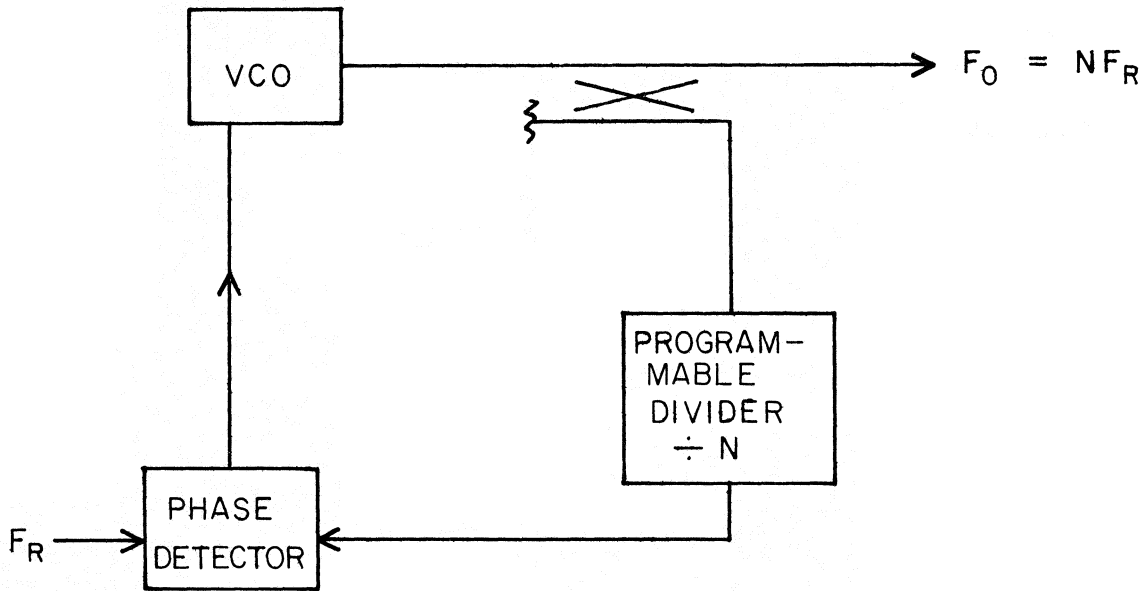 VCO
F₀ = NF_R
PROGRAM-
MABLE
DIVIDER
÷ N
PHASE
DETECTOR
F_R